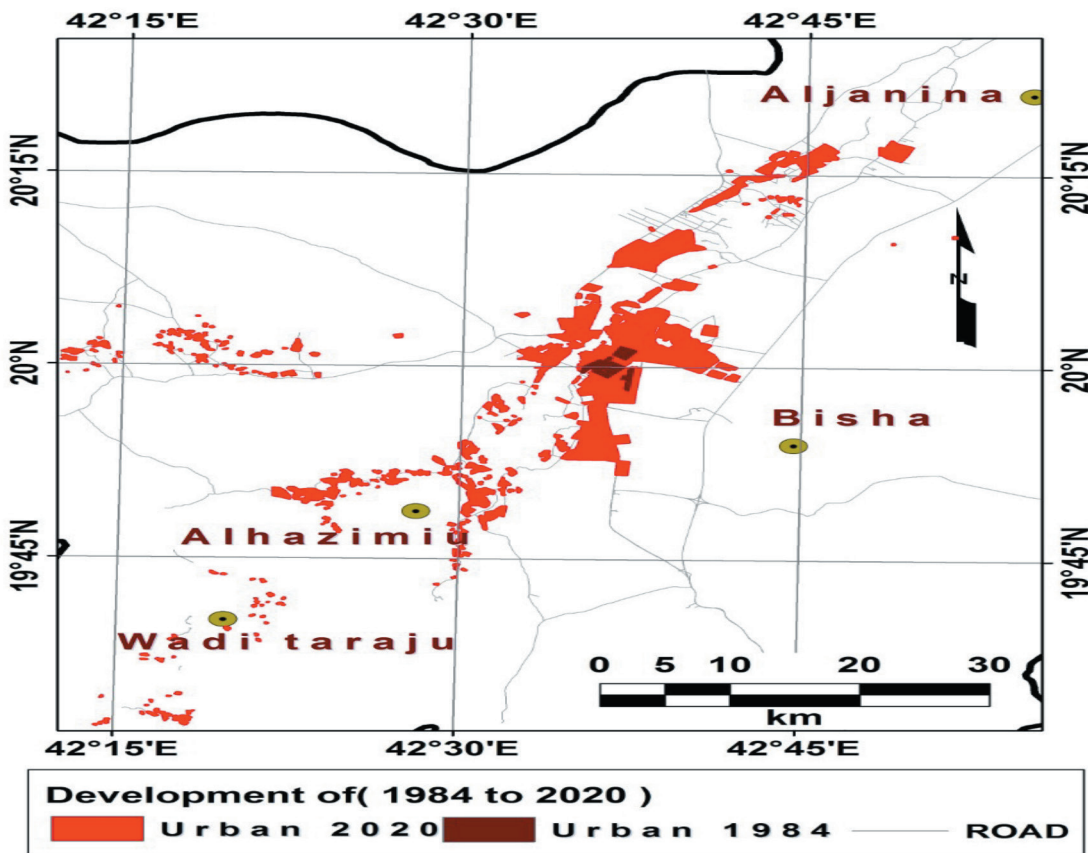 42°15'E 42°30'E 42°45'E
Aljanina
20°15'N 20°15'N
N
20°N 20°N
Bisha
Alhazimiu
19°45'N 19°45'N
Wadi taraju
0 5 10 20 30
km
42°15'E 42°30'E 42°45'E
Development of( 1984 to 2020 )
Urban 2020 Urban 1984 ROAD